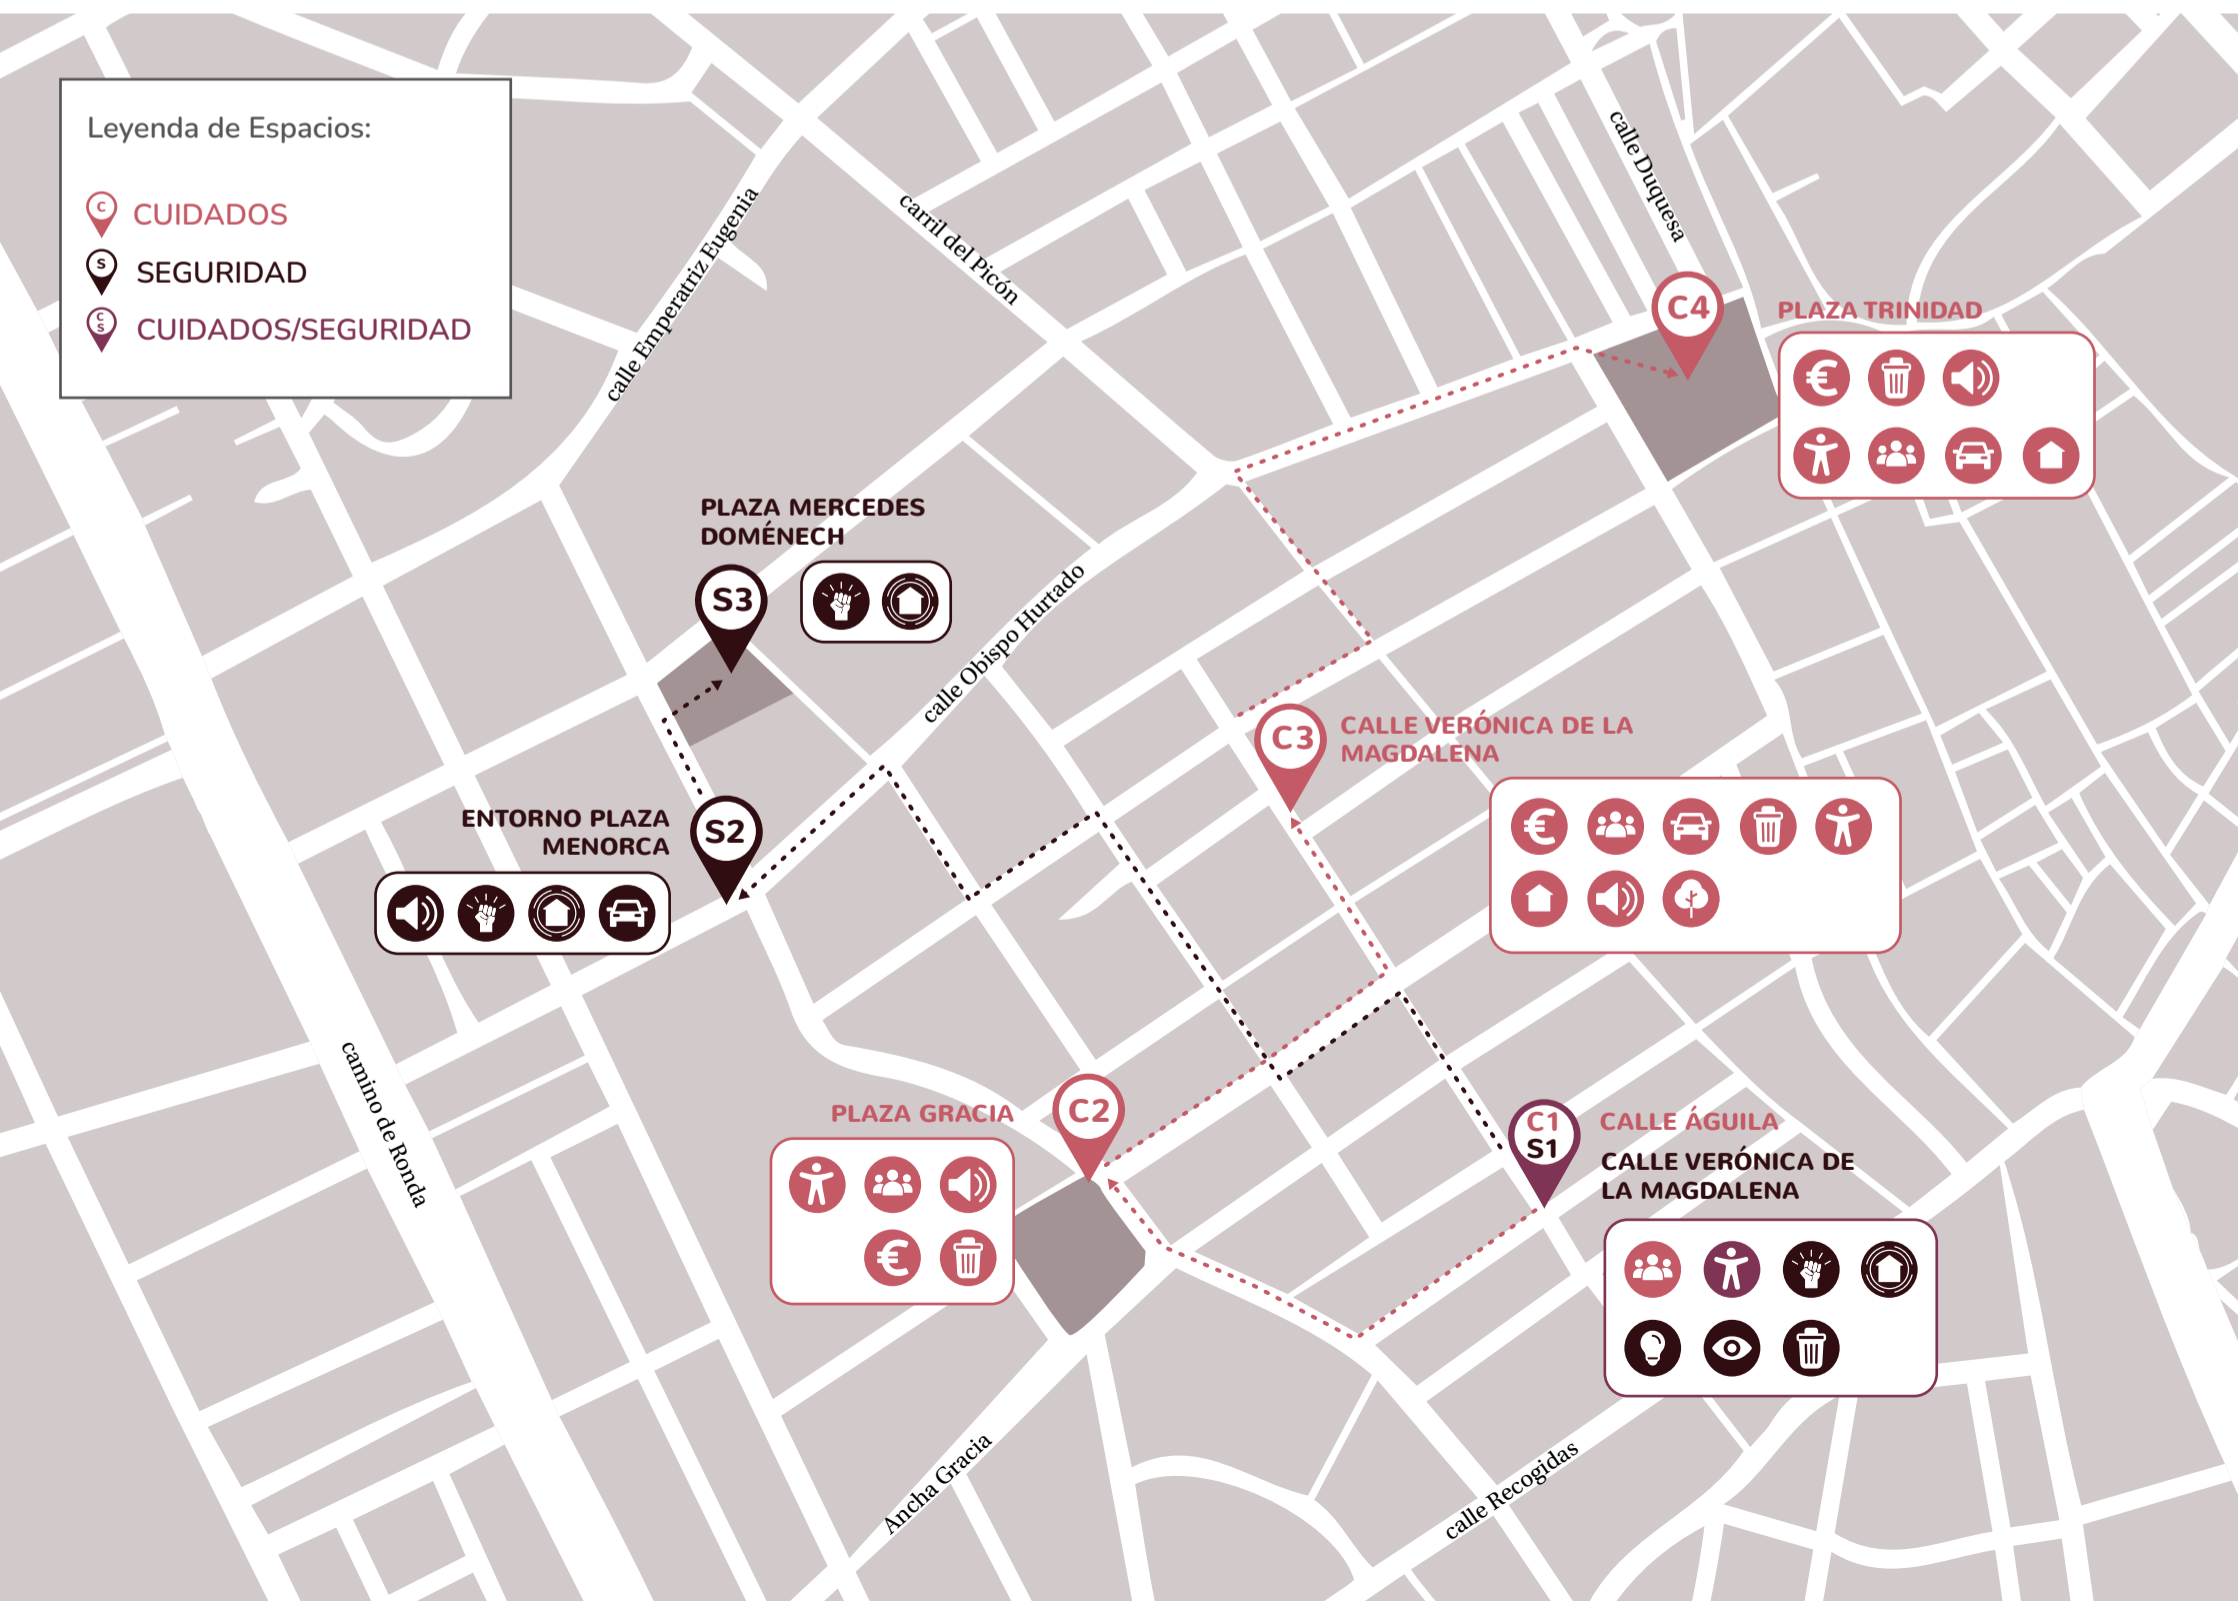 Leyenda de Espacios:
C
CUIDADOS
S
SEGURIDAD
C
S
CUIDADOS/SEGURIDAD
calle Emperatriz Eugenia
carril del Picón
calle Duquesa
C4
PLAZA TRINIDAD
€
PLAZA MERCEDES
DOMÉNECH
S3
calle Obispo Hurtado
C3
CALLE VERÓNICA DE LA
MAGDALENA
€
ENTORNO PLAZA
MENORCA
S2
camino de Ronda
PLAZA GRACIA
C2
€
C1
S1
CALLE ÁGUILA
CALLE VERÓNICA DE
LA MAGDALENA
Ancha Gracia
calle Recogidas